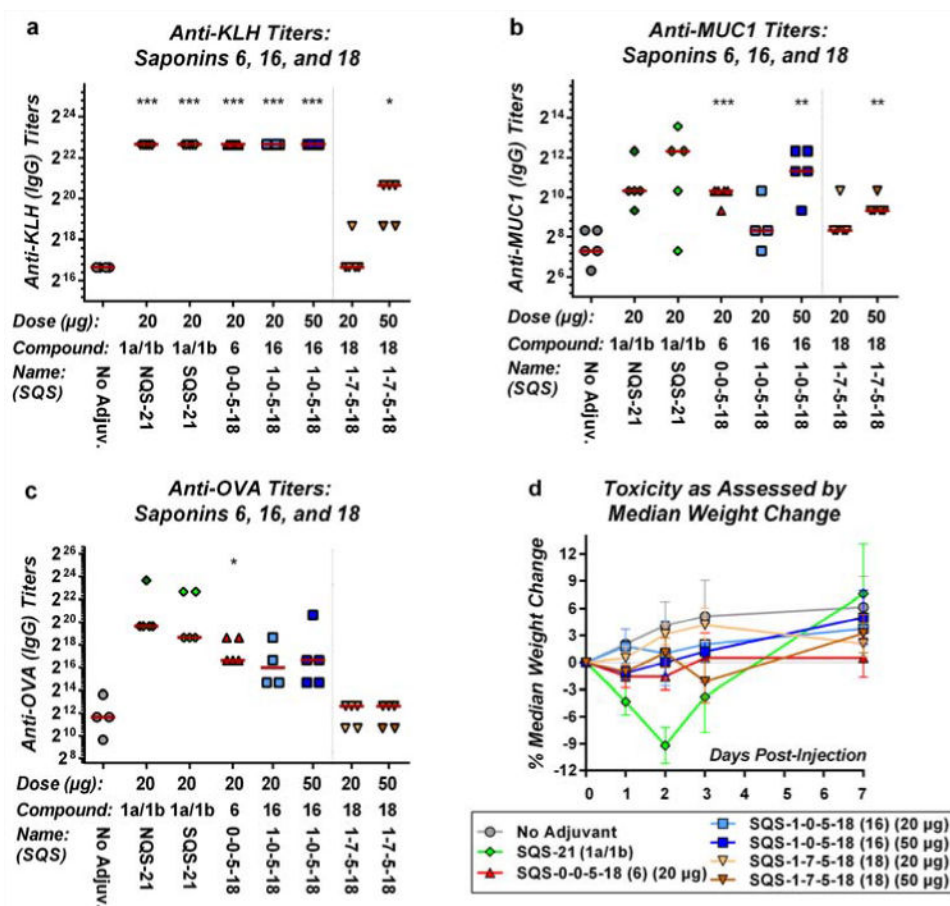 a
Anti-KLH Titers:
Saponins 6, 16, and 18
Anti-KLH (IgG) Titers
2^24
2^22
2^18
2^16
*** *** *** *** *** *
Dose (µg): 20 20 20 20 50 20 50
Compound: 1a/1b 1a/1b 6 16 16 18 18
Name:
(SQS)
No Adjuv.
NQS-21
SQS-21
0-0-5-18
1-0-5-18
1-0-5-18
1-7-5-18
1-7-5-18
b
Anti-MUC1 Titers:
Saponins 6, 16, and 18
Anti-MUC1 (IgG) Titers
2^14
2^12
2^10
2^8
2^6
*** ** **
Dose (µg): 20 20 20 20 50 20 50
Compound: 1a/1b 1a/1b 6 16 16 18 18
Name:
(SQS)
No Adjuv.
NQS-21
SQS-21
0-0-5-18
1-0-5-18
1-0-5-18
1-7-5-18
1-7-5-18
c
Anti-OVA Titers:
Saponins 6, 16, and 18
Anti-OVA (IgG) Titers
2^26
2^24
2^20
2^16
2^14
2^12
2^10
2^8
*
Dose (µg): 20 20 20 20 50 20 50
Compound: 1a/1b 1a/1b 6 16 16 18 18
Name:
(SQS)
No Adjuv.
NQS-21
SQS-21
0-0-5-18
1-0-5-18
1-0-5-18
1-7-5-18
1-7-5-18
d
Toxicity as Assessed by
Median Weight Change
% Median Weight Change
12
9
6
3
0
-3
-6
-9
-12
Days Post-Injection
0 1 2 3 4 5 6 7
No Adjuvant
SQS-21 (1a/1b)
SQS-0-0-5-18 (6) (20 µg)
SQS-1-0-5-18 (16) (20 µg)
SQS-1-0-5-18 (16) (50 µg)
SQS-1-7-5-18 (18) (20 µg)
SQS-1-7-5-18 (18) (50 µg)